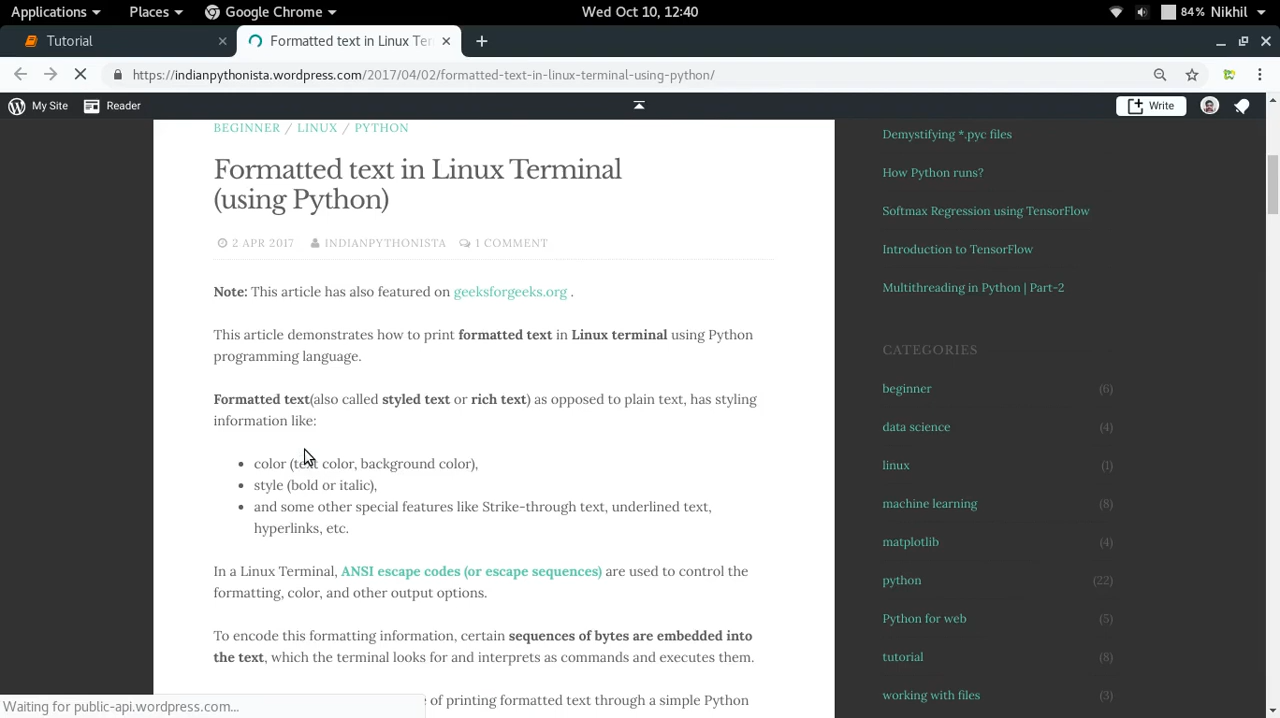 Applications Places Google Chrome Wed Oct 10, 12:40 84% Nikhil
Tutorial Formatted text in Linux Ter
https://indianpythonista.wordpress.com/2017/04/02/formatted-text-in-linux-terminal-using-python/
My Site Reader Write
BEGINNER / LINUX / PYTHON
Formatted text in Linux Terminal
(using Python)
2 APR 2017 INDIANPYTHONISTA 1 COMMENT
Note: This article has also featured on geeksforgeeks.org .
This article demonstrates how to print formatted text in Linux terminal using Python
programming language.
Formatted text(also called styled text or rich text) as opposed to plain text, has styling
information like:
• color (text color, background color),
• style (bold or italic),
• and some other special features like Strike-through text, underlined text,
hyperlinks, etc.
In a Linux Terminal, ANSI escape codes (or escape sequences) are used to control the
formatting, color, and other output options.
To encode this formatting information, certain sequences of bytes are embedded into
the text, which the terminal looks for and interprets as commands and executes them.
of printing formatted text through a simple Python
Demystifying *.pyc files
How Python runs?
Softmax Regression using TensorFlow
Introduction to TensorFlow
Multithreading in Python | Part-2
CATEGORIES
beginner (6)
data science (4)
linux (1)
machine learning (8)
matplotlib (4)
python (22)
Python for web (5)
tutorial (8)
working with files (3)
Waiting for public-api.wordpress.com...